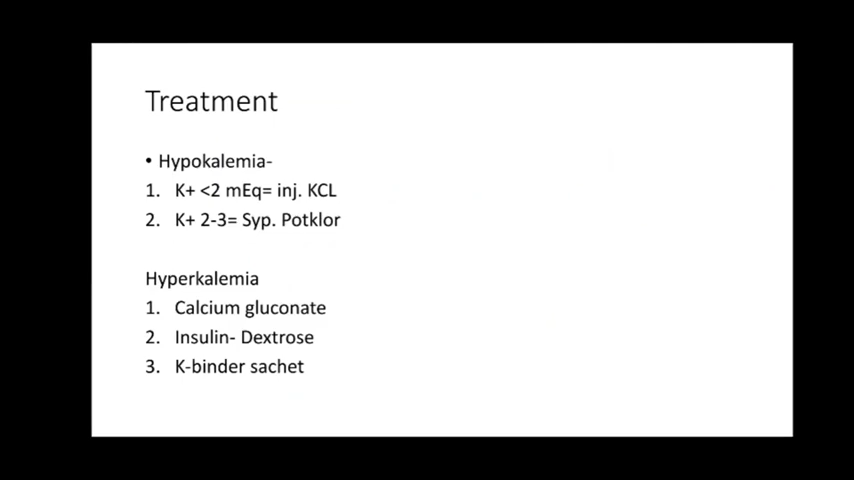 Treatment
• Hypokalemia-
1. K+ <2 mEq= inj. KCL
2. K+ 2-3= Syp. Potklor
Hyperkalemia
1. Calcium gluconate
2. Insulin- Dextrose
3. K-binder sachet